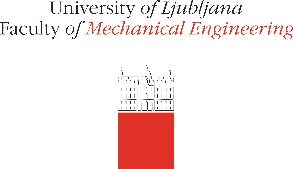 University of Ljubljana
Faculty of Mechanical Engineering